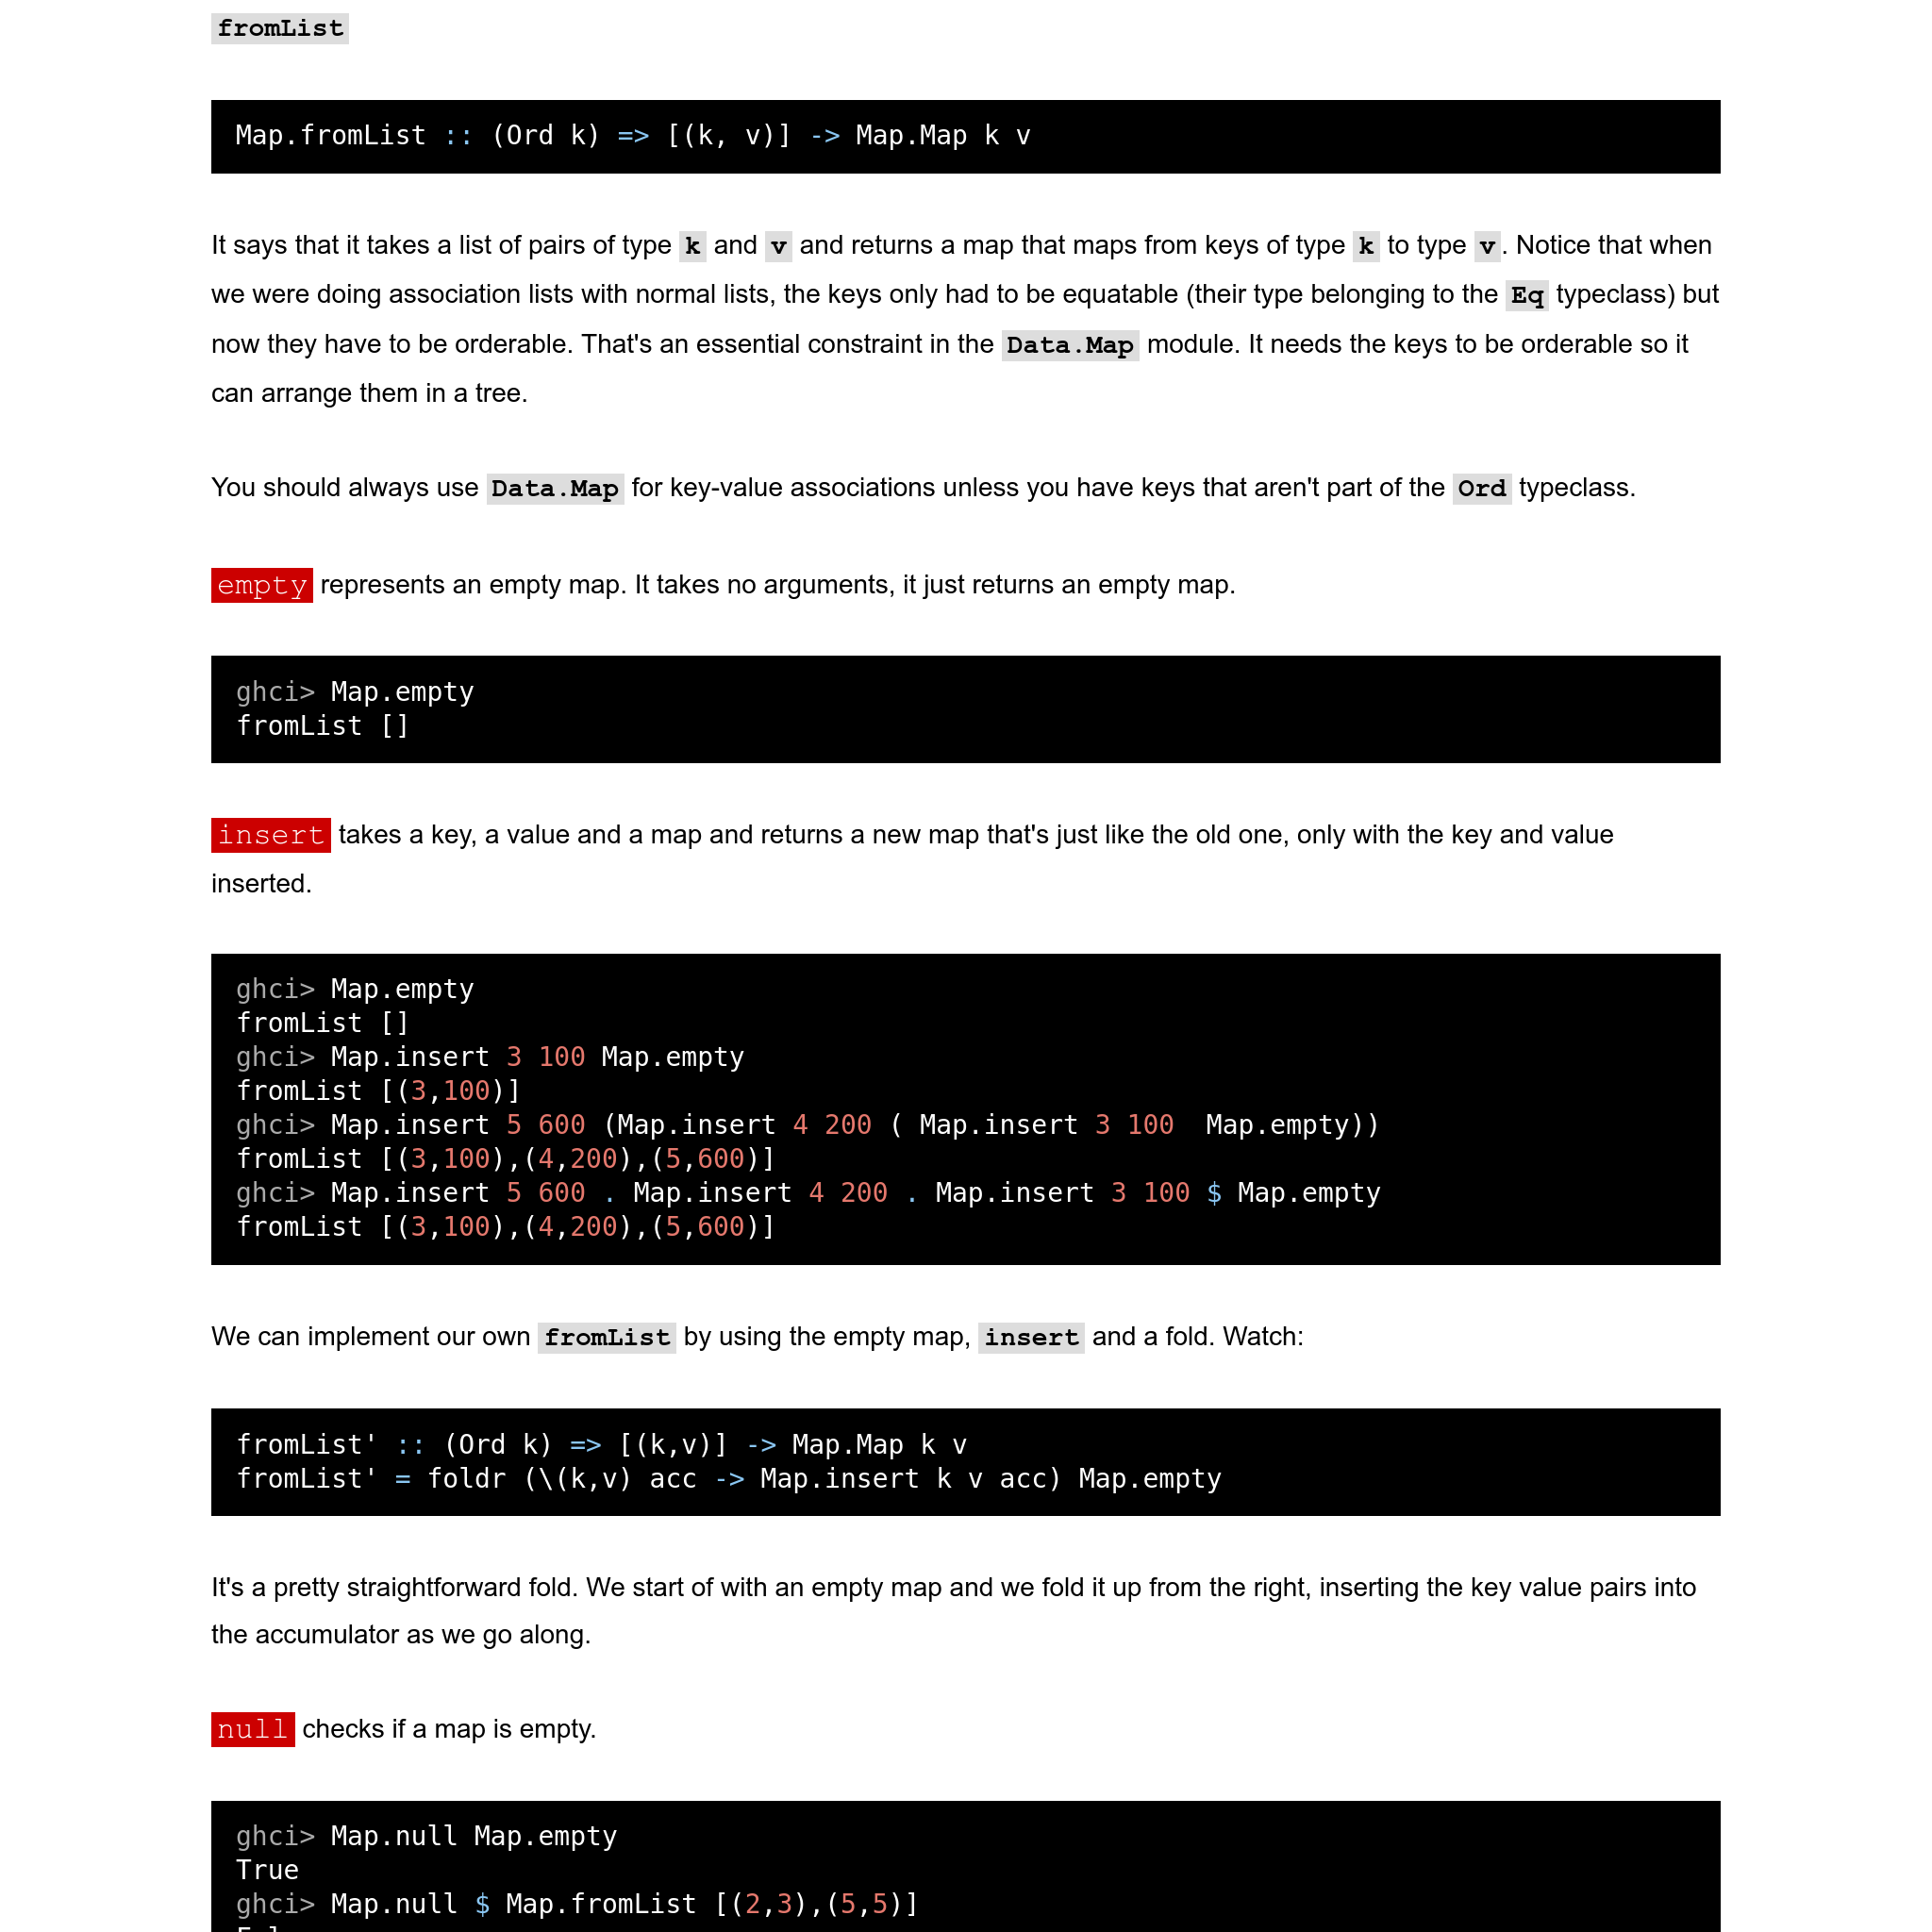 fromList
Map.fromList :: (Ord k) => [(k, v)] -> Map.Map k v
It says that it takes a list of pairs of type k and v and returns a map that maps from keys of type k to type v. Notice that when
we were doing association lists with normal lists, the keys only had to be equatable (their type belonging to the Eq typeclass) but
now they have to be orderable. That's an essential constraint in the Data.Map module. It needs the keys to be orderable so it
can arrange them in a tree.
You should always use Data.Map for key-value associations unless you have keys that aren't part of the Ord typeclass.
empty represents an empty map. It takes no arguments, it just returns an empty map.
ghci> Map.empty
fromList []
insert takes a key, a value and a map and returns a new map that's just like the old one, only with the key and value
inserted.
ghci> Map.empty
fromList []
ghci> Map.insert 3 100 Map.empty
fromList [(3,100)]
ghci> Map.insert 5 600 (Map.insert 4 200 ( Map.insert 3 100  Map.empty))
fromList [(3,100),(4,200),(5,600)]
ghci> Map.insert 5 600 . Map.insert 4 200 . Map.insert 3 100 $ Map.empty
fromList [(3,100),(4,200),(5,600)]
We can implement our own fromList by using the empty map, insert and a fold. Watch:
fromList' :: (Ord k) => [(k,v)] -> Map.Map k v
fromList' = foldr (\(k,v) acc -> Map.insert k v acc) Map.empty
It's a pretty straightforward fold. We start of with an empty map and we fold it up from the right, inserting the key value pairs into
the accumulator as we go along.
null checks if a map is empty.
ghci> Map.null Map.empty
True
ghci> Map.null $ Map.fromList [(2,3),(5,5)]